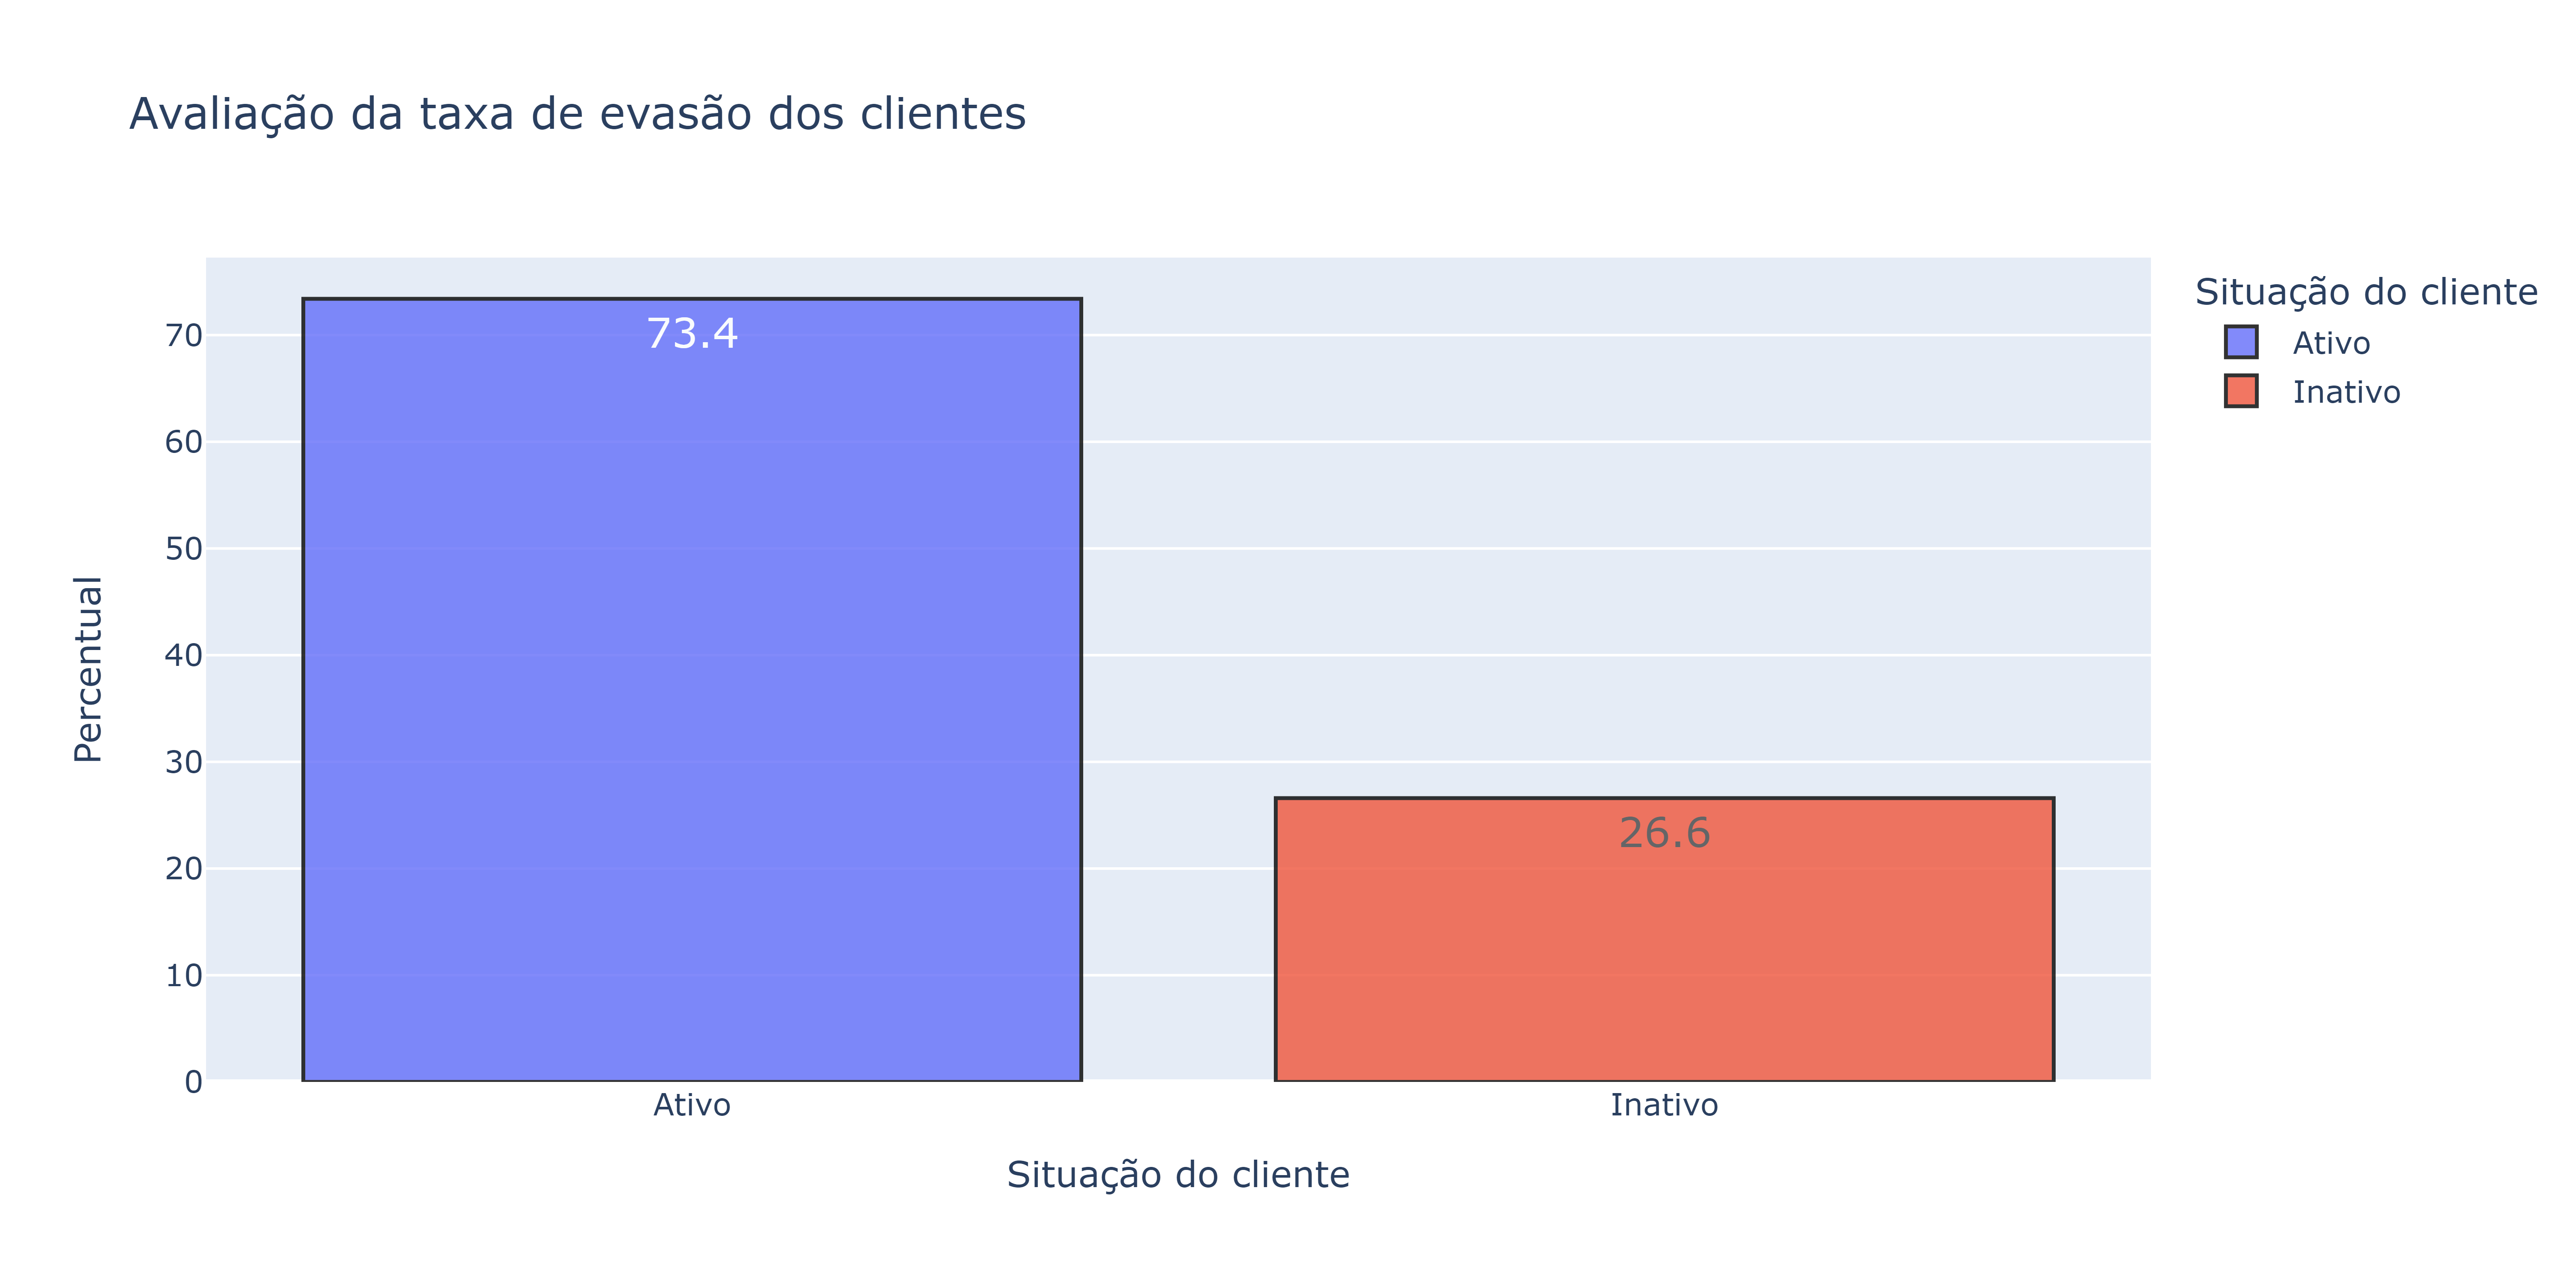 Avaliação da taxa de evasão dos clientes
Situação do cliente
Ativo
Inativo
Percentual
70
60
50
40
30
20
10
0
73.4
26.6
Ativo
Inativo
Situação do cliente